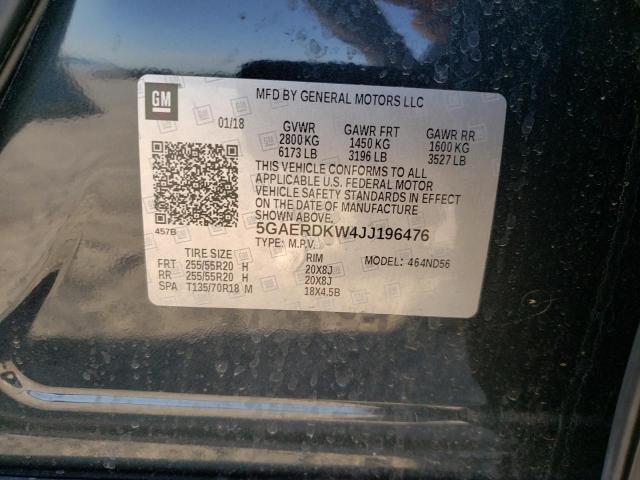 GM
MFD BY GENERAL MOTORS LLC
01/18 GVWR GAWR FRT GAWR RR
2800 KG 1450 KG 1600 KG
6173 LB 3196 LB 3527 LB
THIS VEHICLE CONFORMS TO ALL
APPLICABLE U.S. FEDERAL MOTOR
VEHICLE SAFETY STANDARDS IN EFFECT
ON THE DATE OF MANUFACTURE
SHOWN ABOVE.
457B 5GAERDKW4JJ196476
TYPE: M.P.V.
TIRE SIZE RIM MODEL: 464ND56
FRT 255/55R20 H 20X8J
RR 255/55R20 H 20X8J
SPA T135/70R18 M 18X4.5B